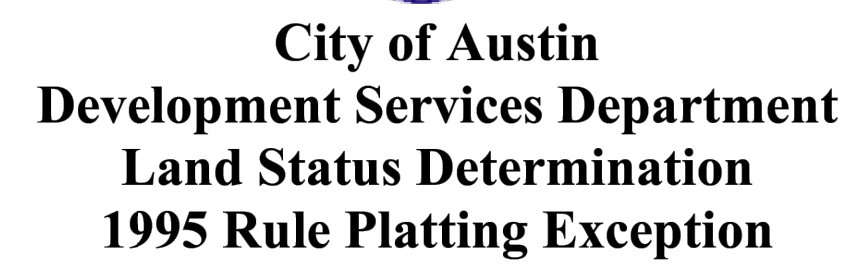 City of Austin
Development Services Department
Land Status Determination
1995 Rule Platting Exception